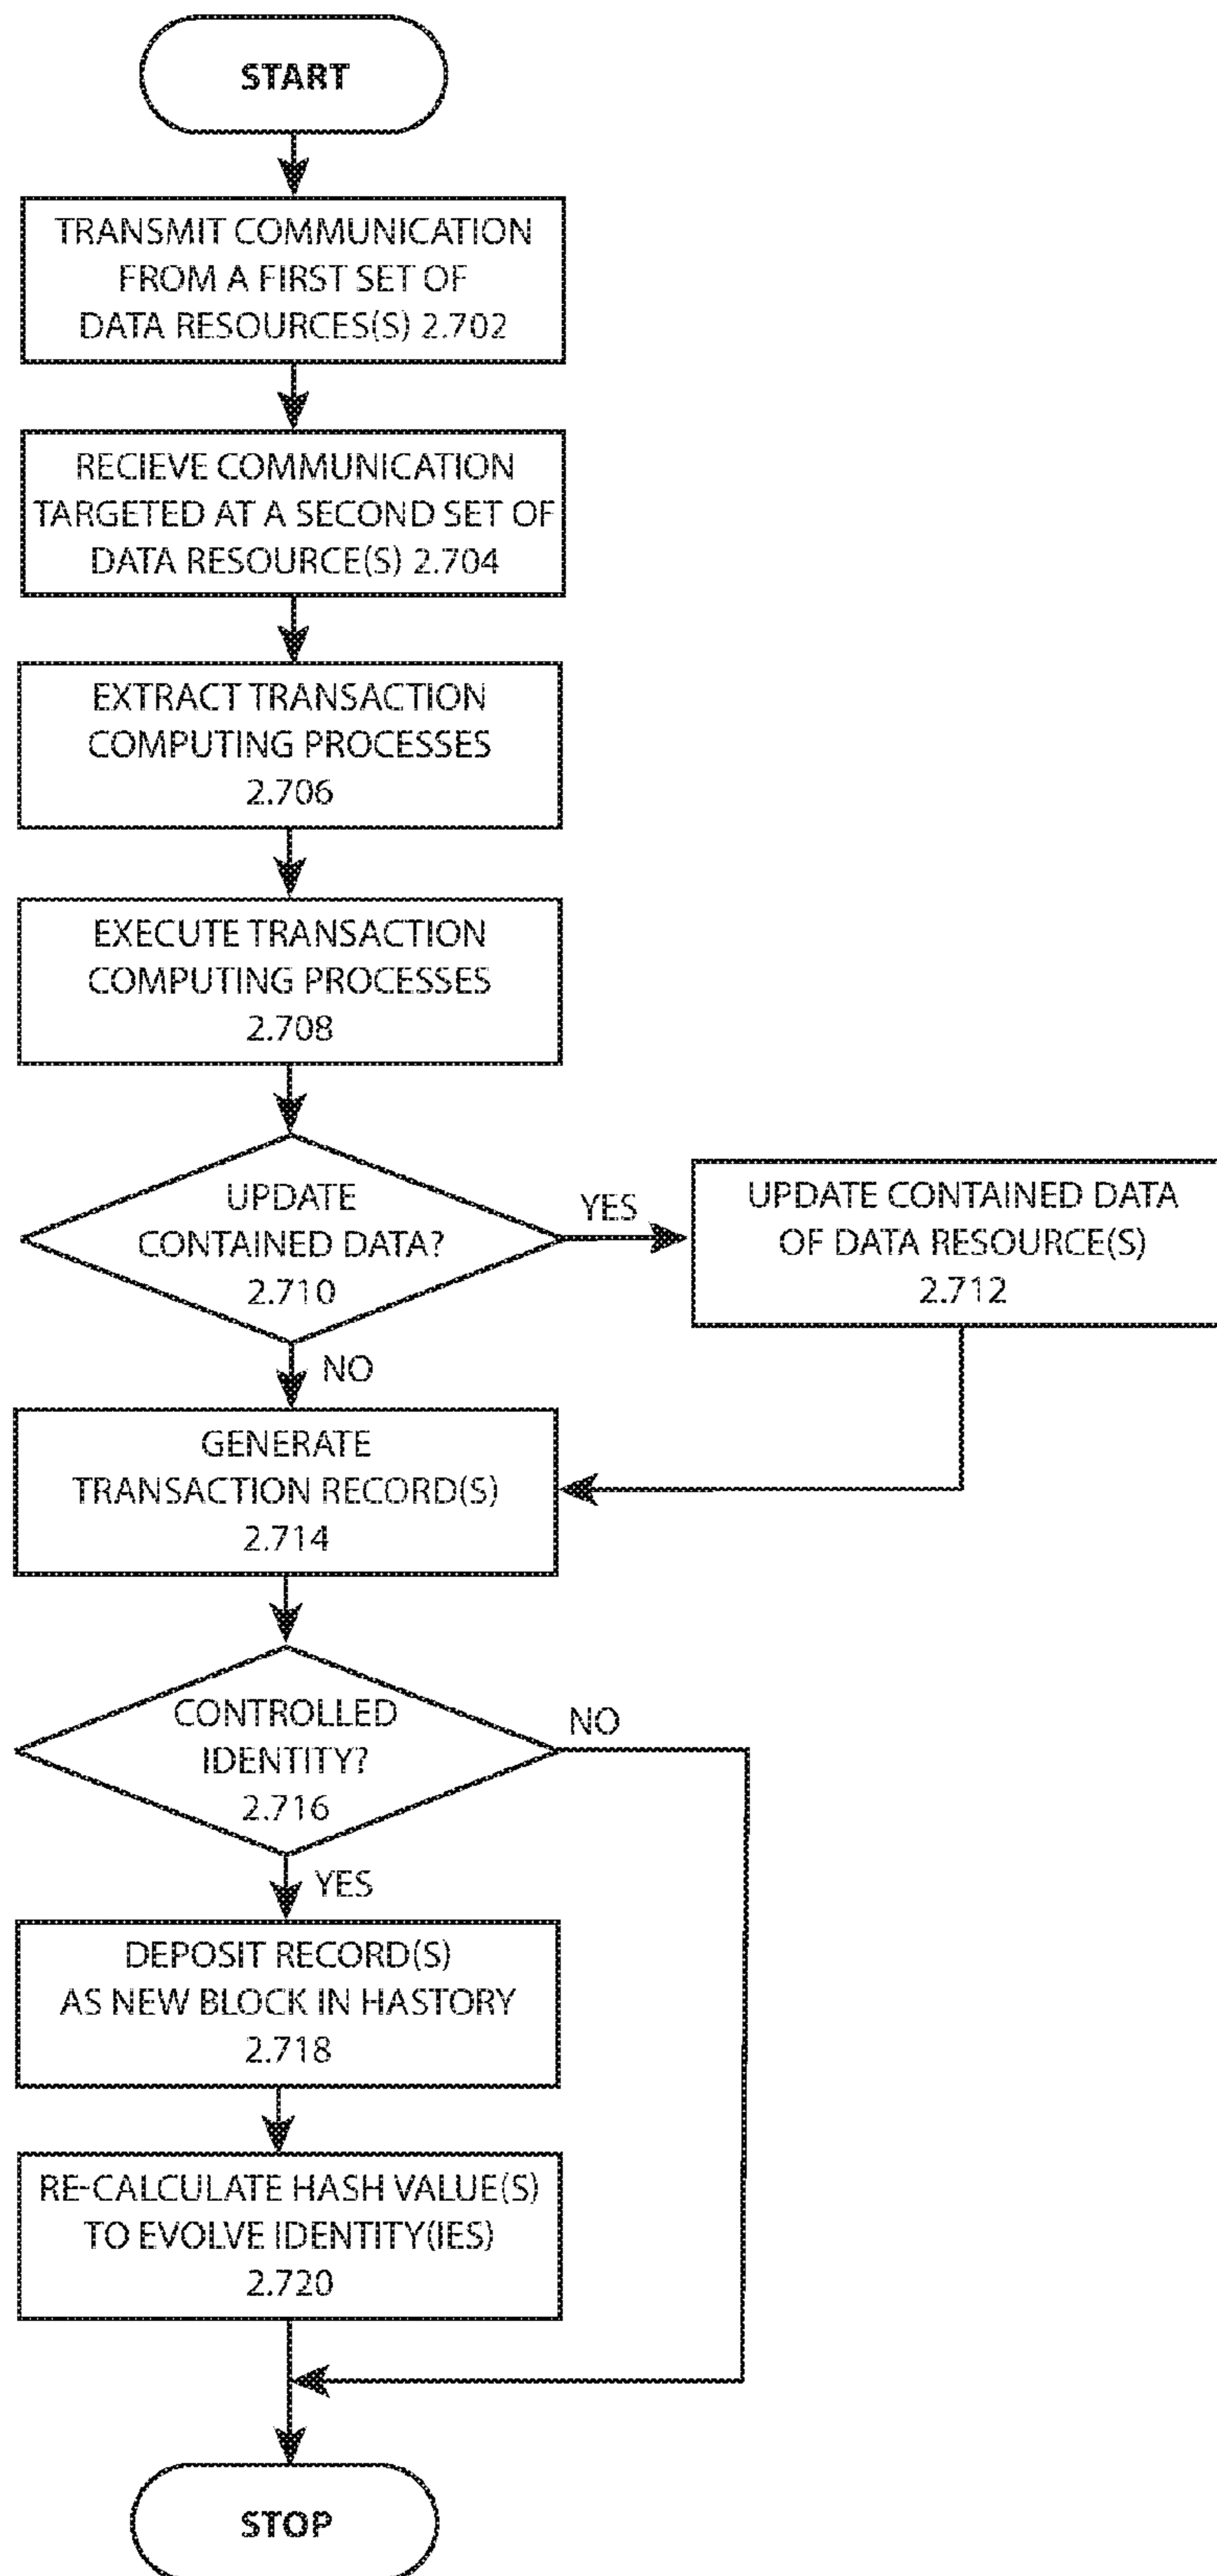 START
TRANSMIT COMMUNICATION
FROM A FIRST SET OF
DATA RESOURCES(S) 2.702
RECIEVE COMMUNICATION
TARGETED AT A SECOND SET OF
DATA RESOURCE(S) 2.704
EXTRACT TRANSACTION
COMPUTING PROCESSES
2.706
EXECUTE TRANSACTION
COMPUTING PROCESSES
2.708
UPDATE
CONTAINED DATA?
2.710
YES
UPDATE CONTAINED DATA
OF DATA RESOURCE(S)
2.712
NO
GENERATE
TRANSACTION RECORD(S)
2.714
CONTROLLED
IDENTITY?
2.716
NO
YES
DEPOSIT RECORD(S)
AS NEW BLOCK IN HASTORY
2.718
RE-CALCULATE HASH VALUE(S)
TO EVOLVE IDENTITY(IES)
2.720
STOP